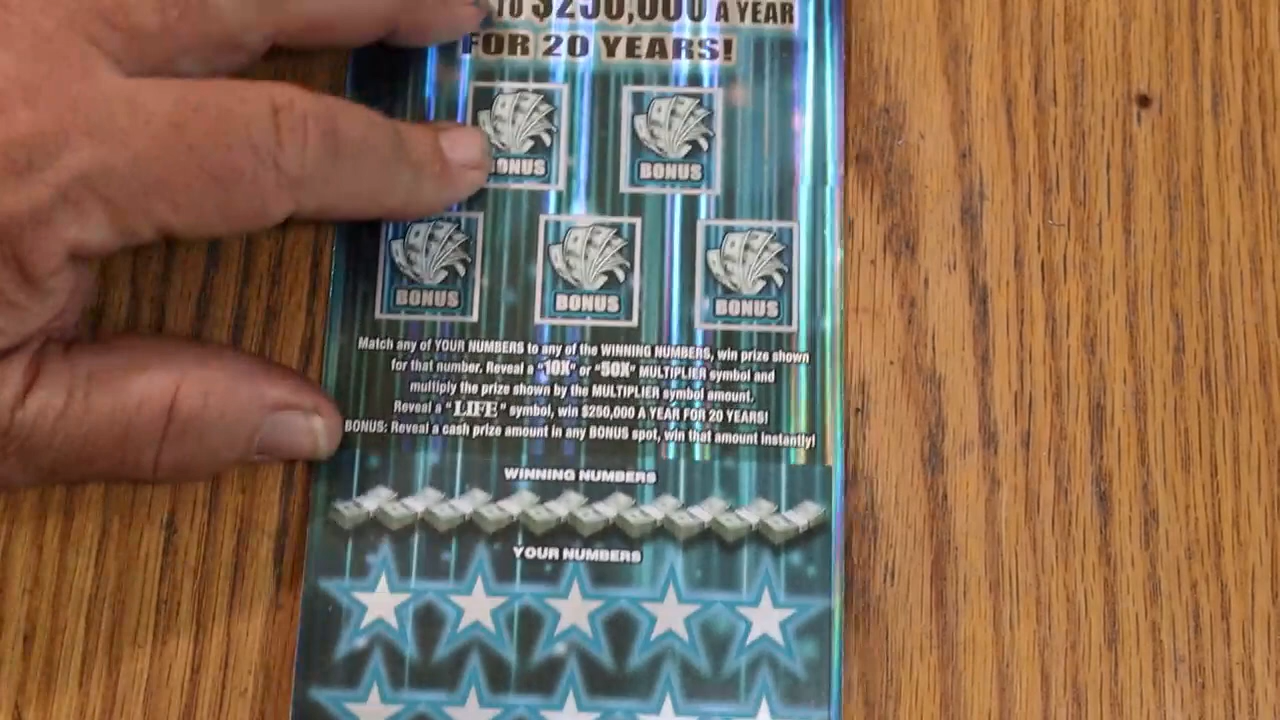 TO $250,000 A YEAR
FOR 20 YEARS!
BONUS
BONUS
BONUS
BONUS
BONUS
Match any of YOUR NUMBERS to any of the WINNING NUMBERS, win prize shown
for that number. Reveal a "10X" or "50X" MULTIPLIER symbol and
multiply the prize shown by the MULTIPLIER symbol amount.
Reveal a "LIFE" symbol, win $250,000 A YEAR FOR 20 YEARS!
BONUS: Reveal a cash prize amount in any BONUS spot, win that amount instantly!
WINNING NUMBERS
YOUR NUMBERS